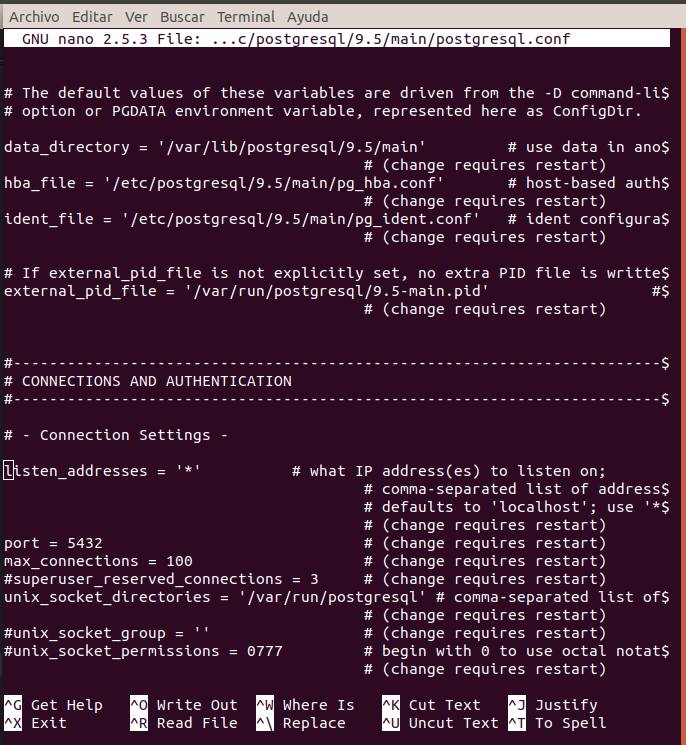 Archivo Editar Ver Buscar Terminal Ayuda
GNU nano 2.5.3 File: ...c/postgresql/9.5/main/postgresql.conf
# The default values of these variables are driven from the -D command-li$
# option or PGDATA environment variable, represented here as ConfigDir.
data_directory = '/var/lib/postgresql/9.5/main'         # use data in ano$
                                        # (change requires restart)
hba_file = '/etc/postgresql/9.5/main/pg_hba.conf'       # host-based auth$
                                        # (change requires restart)
ident_file = '/etc/postgresql/9.5/main/pg_ident.conf'   # ident configura$
                                        # (change requires restart)
# If external_pid_file is not explicitly set, no extra PID file is writte$
external_pid_file = '/var/run/postgresql/9.5-main.pid'                  #$
                                        # (change requires restart)
#------------------------------------------------------------------------$
# CONNECTIONS AND AUTHENTICATION
#------------------------------------------------------------------------$
# - Connection Settings -
listen_addresses = '*'          # what IP address(es) to listen on;
                                        # comma-separated list of address$
                                        # defaults to 'localhost'; use '*$
                                        # (change requires restart)
port = 5432                             # (change requires restart)
max_connections = 100                   # (change requires restart)
#superuser_reserved_connections = 3     # (change requires restart)
unix_socket_directories = '/var/run/postgresql' # comma-separated list of$
                                        # (change requires restart)
#unix_socket_group = ''                 # (change requires restart)
#unix_socket_permissions = 0777         # begin with 0 to use octal notat$
                                        # (change requires restart)
^G Get Help   ^O Write Out  ^W Where Is   ^K Cut Text   ^J Justify
^X Exit       ^R Read File  ^\ Replace    ^U Uncut Text ^T To Spell